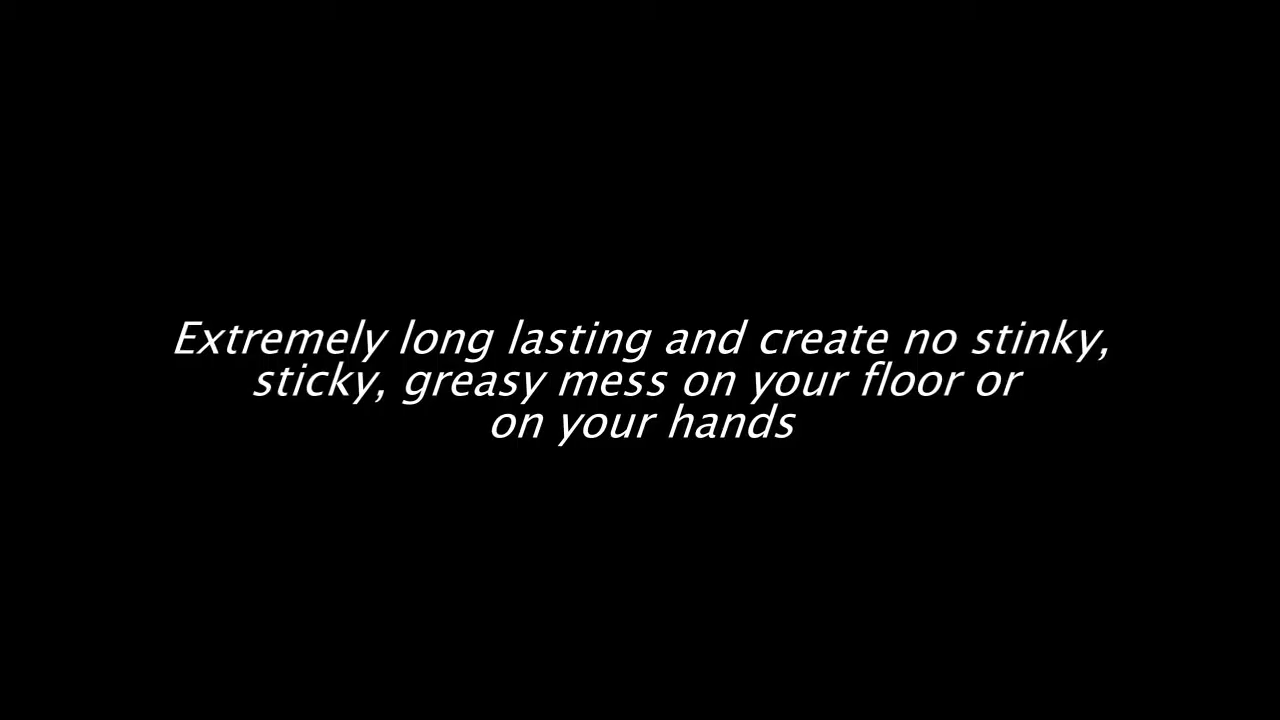 Extremely long lasting and create no stinky,
sticky, greasy mess on your floor or
on your hands